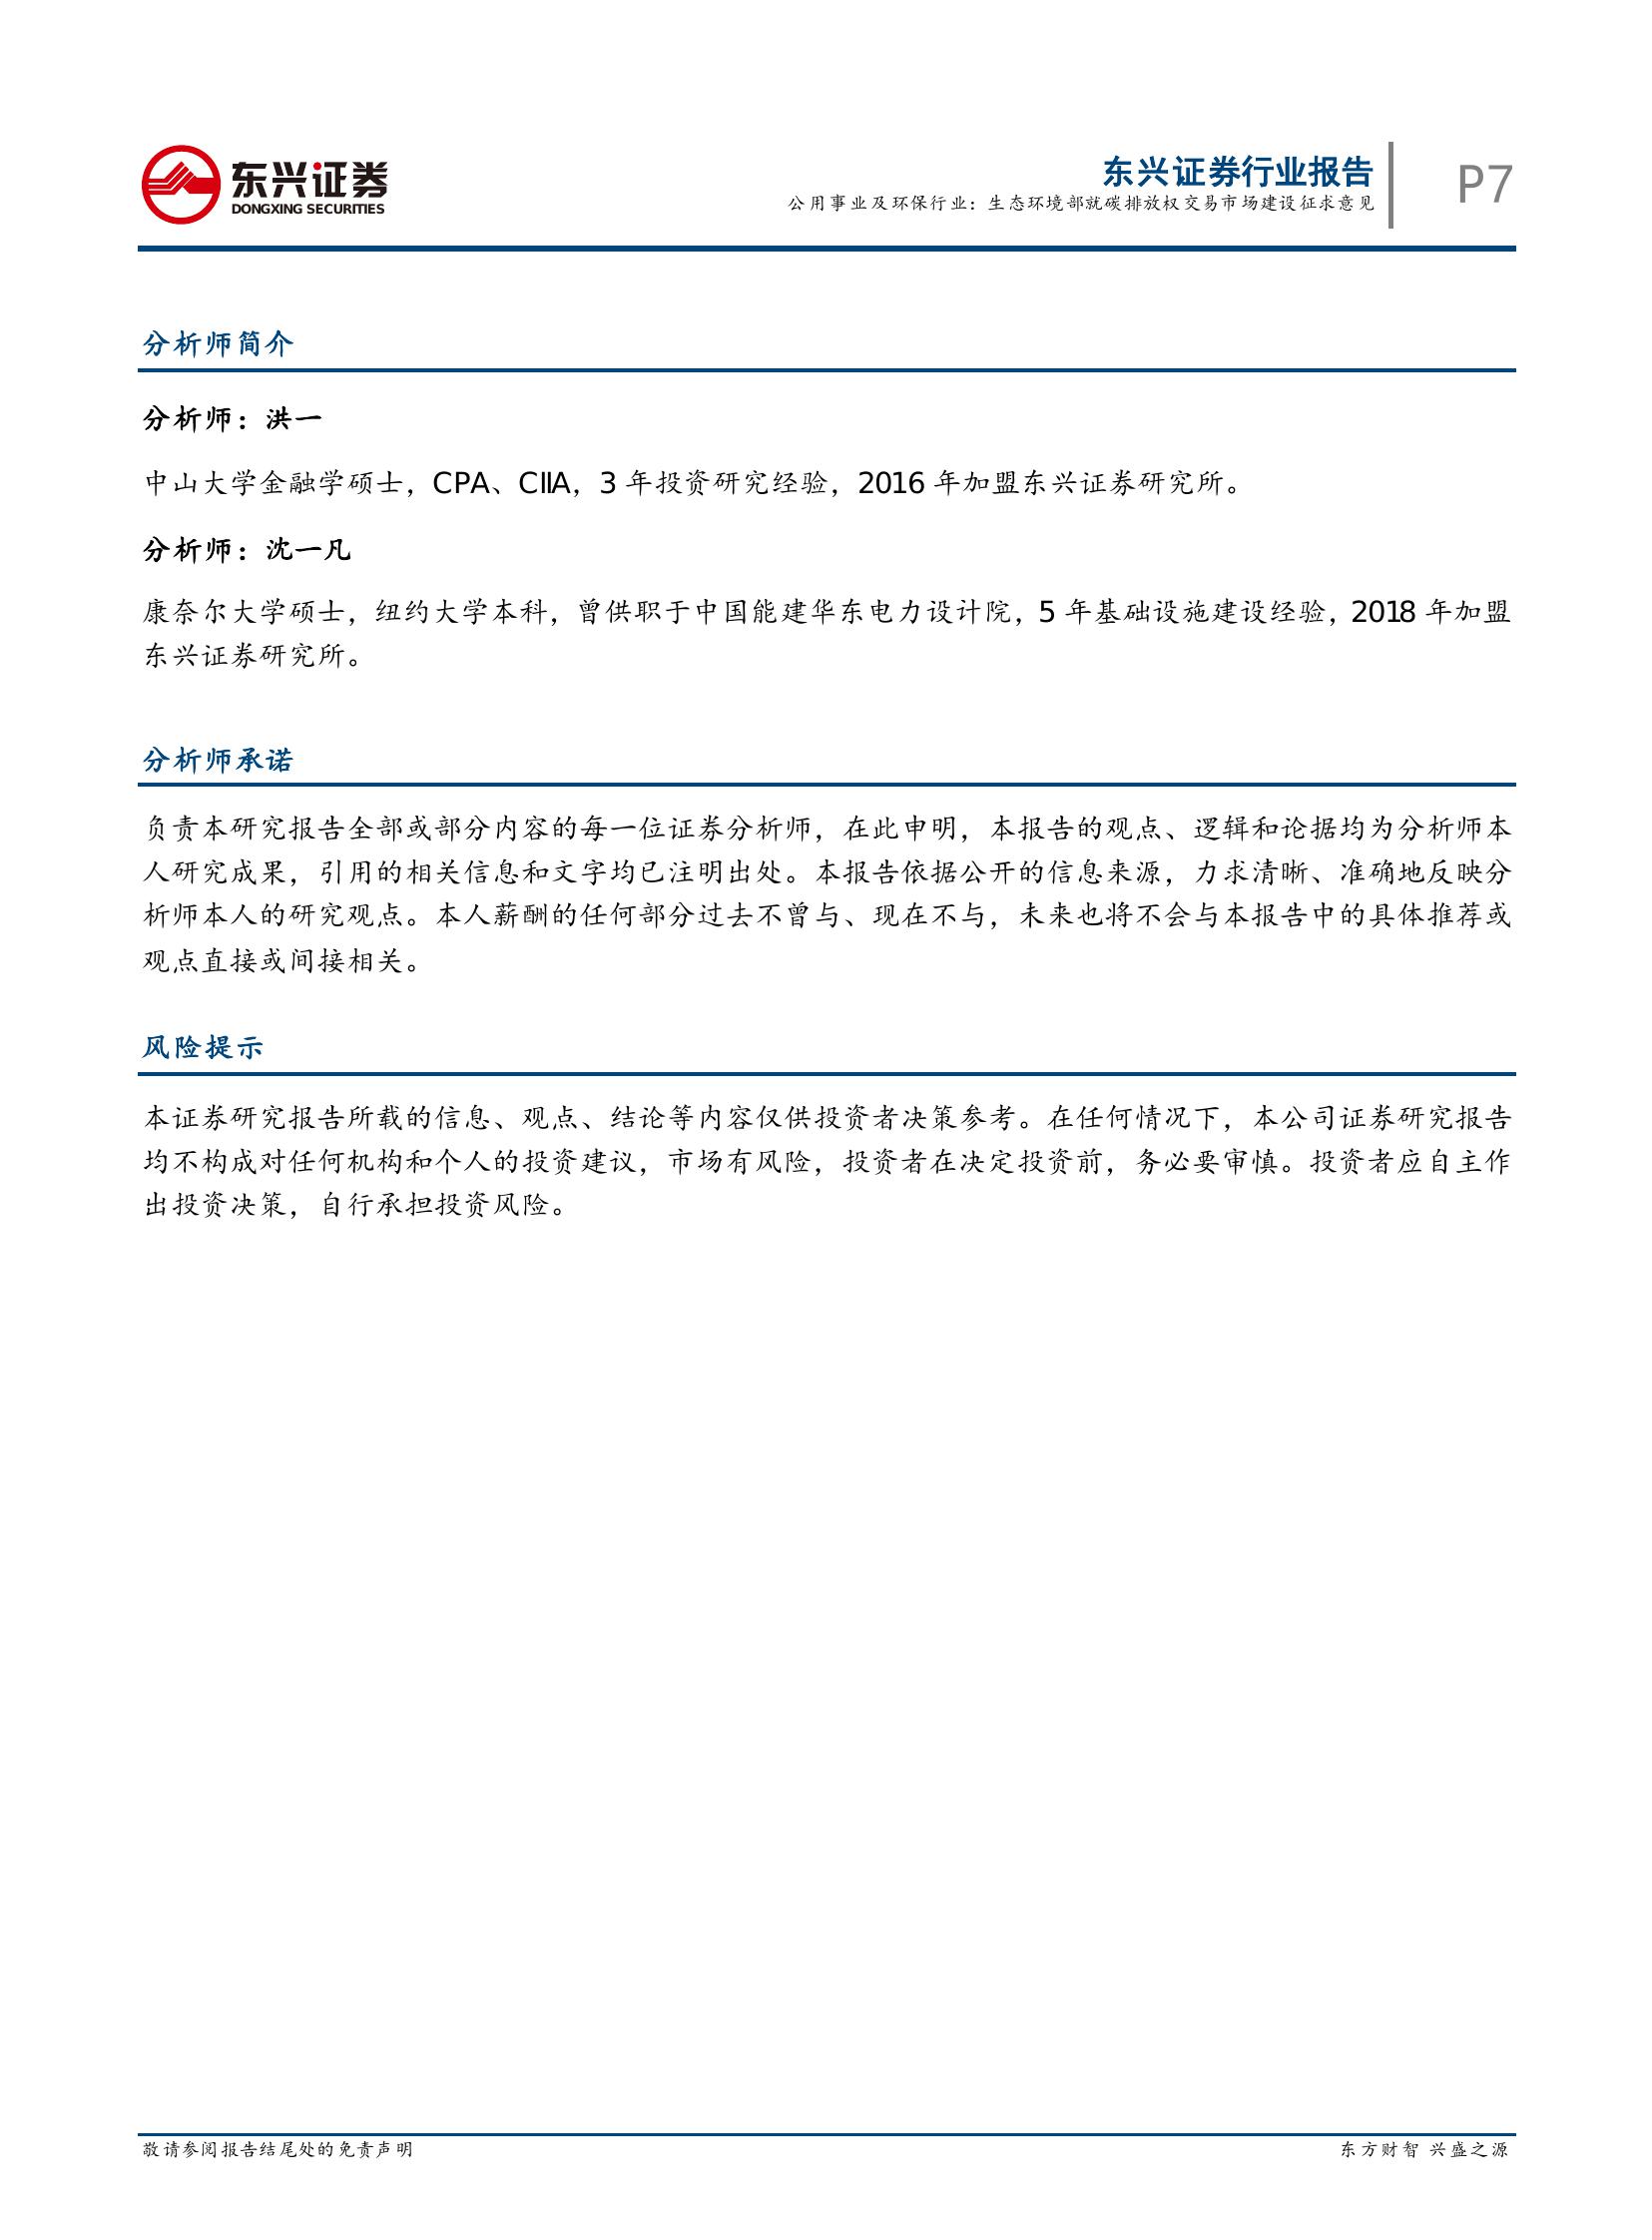 东兴证券
DONGXING SECURITIES
东兴证券行业报告
公用事业及环保行业：生态环境部就碳排放权交易市场建设征求意见
P7
分析师简介
分析师：洪一
中山大学金融学硕士，CPA、CIIA，3 年投资研究经验，2016 年加盟东兴证券研究所。
分析师：沈一凡
康奈尔大学硕士，纽约大学本科，曾供职于中国能建华东电力设计院，5 年基础设施建设经验，2018 年加盟
东兴证券研究所。
分析师承诺
负责本研究报告全部或部分内容的每一位证券分析师，在此申明，本报告的观点、逻辑和论据均为分析师本
人研究成果，引用的相关信息和文字均已注明出处。本报告依据公开的信息来源，力求清晰、准确地反映分
析师本人的研究观点。本人薪酬的任何部分过去不曾与、现在不与，未来也将不会与本报告中的具体推荐或
观点直接或间接相关。
风险提示
本证券研究报告所载的信息、观点、结论等内容仅供投资者决策参考。在任何情况下，本公司证券研究报告
均不构成对任何机构和个人的投资建议，市场有风险，投资者在决定投资前，务必要审慎。投资者应自主作
出投资决策，自行承担投资风险。
敬请参阅报告结尾处的免责声明
东方财智 兴盛之源